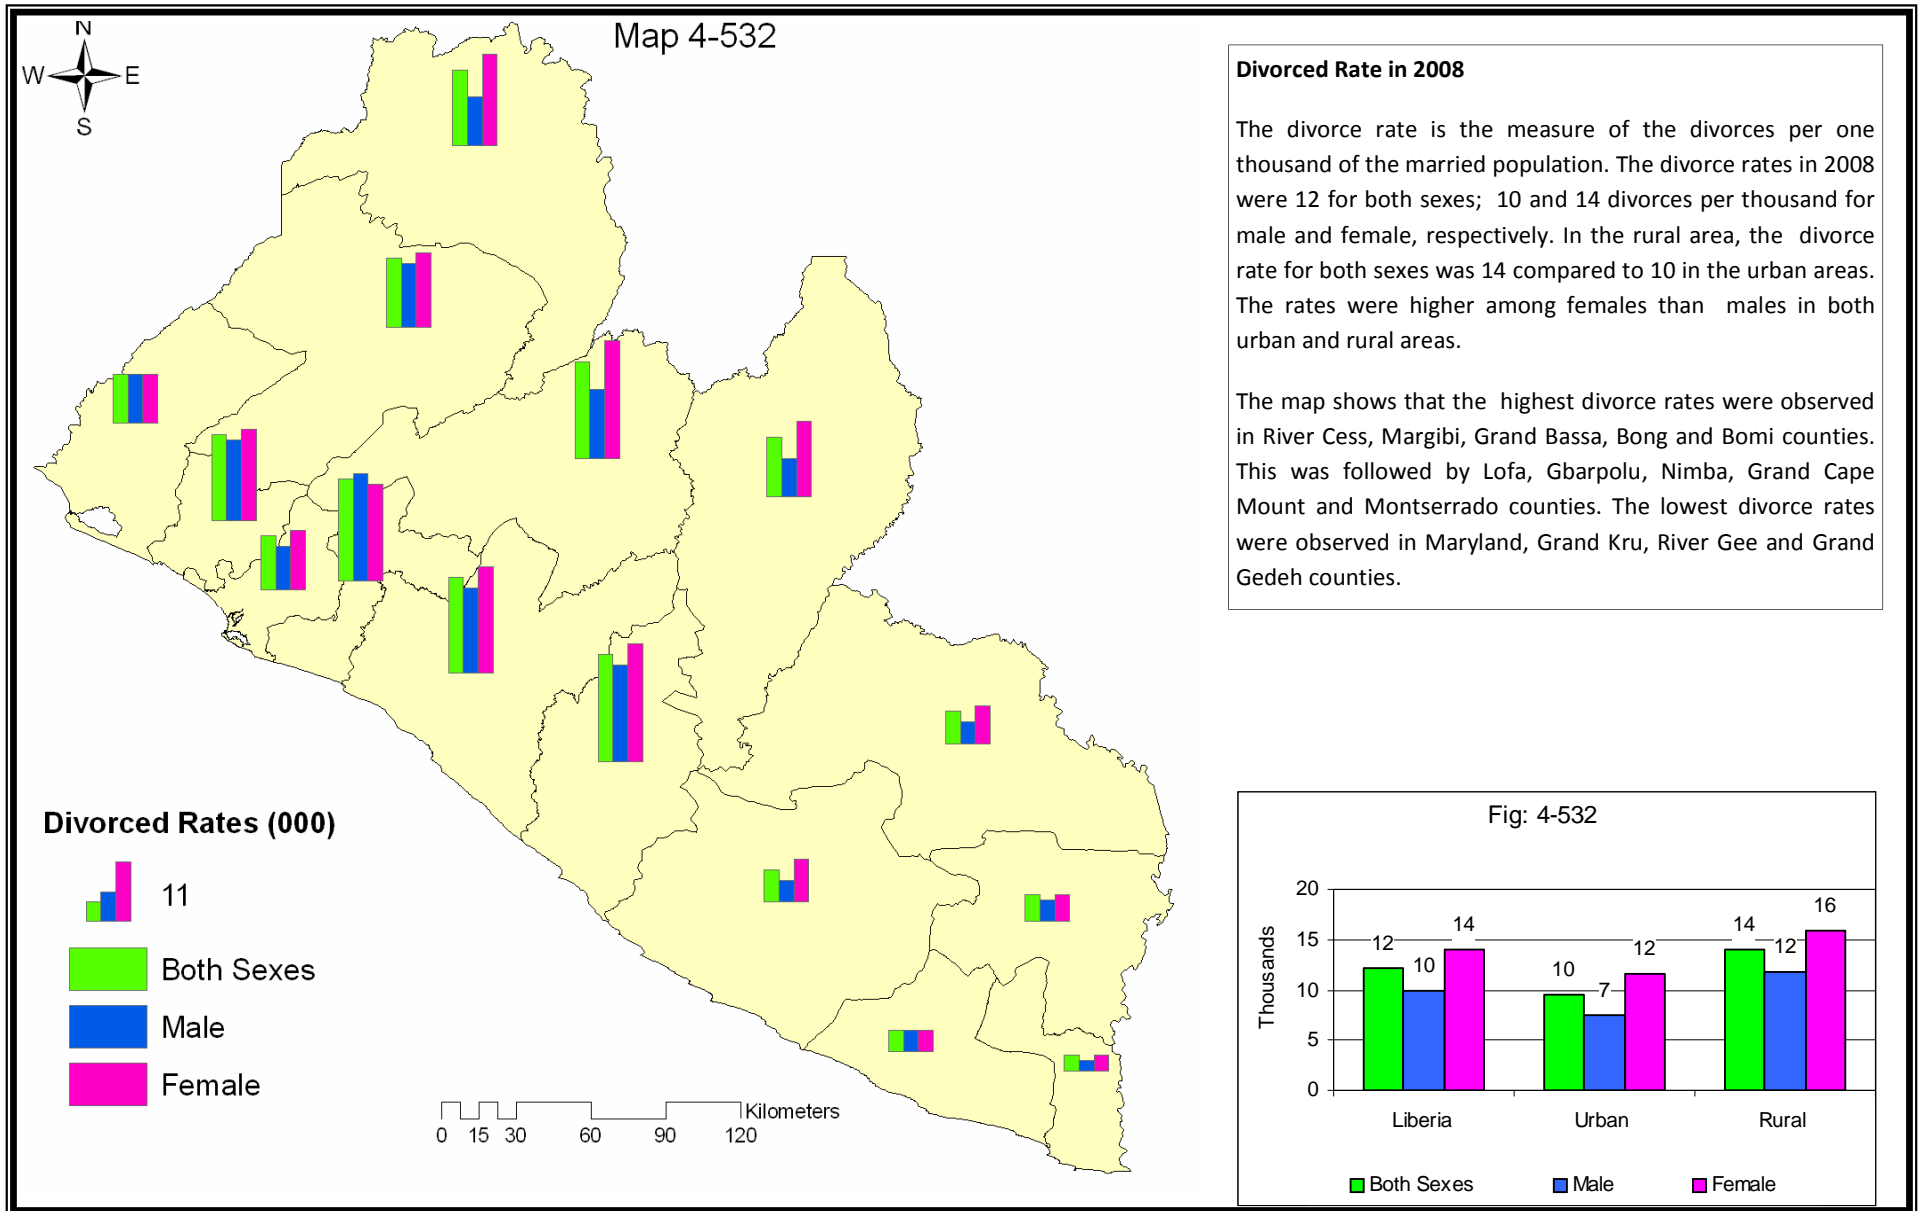 Map 4-532
N
W
E
S
Divorced Rate in 2008
The divorce rate is the measure of the divorces per one
thousand of the married population. The divorce rates in 2008
were 12 for both sexes; 10 and 14 divorces per thousand for
male and female, respectively. In the rural area, the divorce
rate for both sexes was 14 compared to 10 in the urban areas.
The rates were higher among females than males in both
urban and rural areas.
The map shows that the highest divorce rates were observed
in River Cess, Margibi, Grand Bassa, Bong and Bomi counties.
This was followed by Lofa, Gbarpolu, Nimba, Grand Cape
Mount and Montserrado counties. The lowest divorce rates
were observed in Maryland, Grand Kru, River Gee and Grand
Gedeh counties.
Divorced Rates (000)
11
Both Sexes
Male
Female
Kilometers
0 15 30 60 90 120
Fig: 4-532
Thousands
20
15
10
5
0
12 10 14
10 7 12
14 12 16
Liberia Urban Rural
Both Sexes Male Female